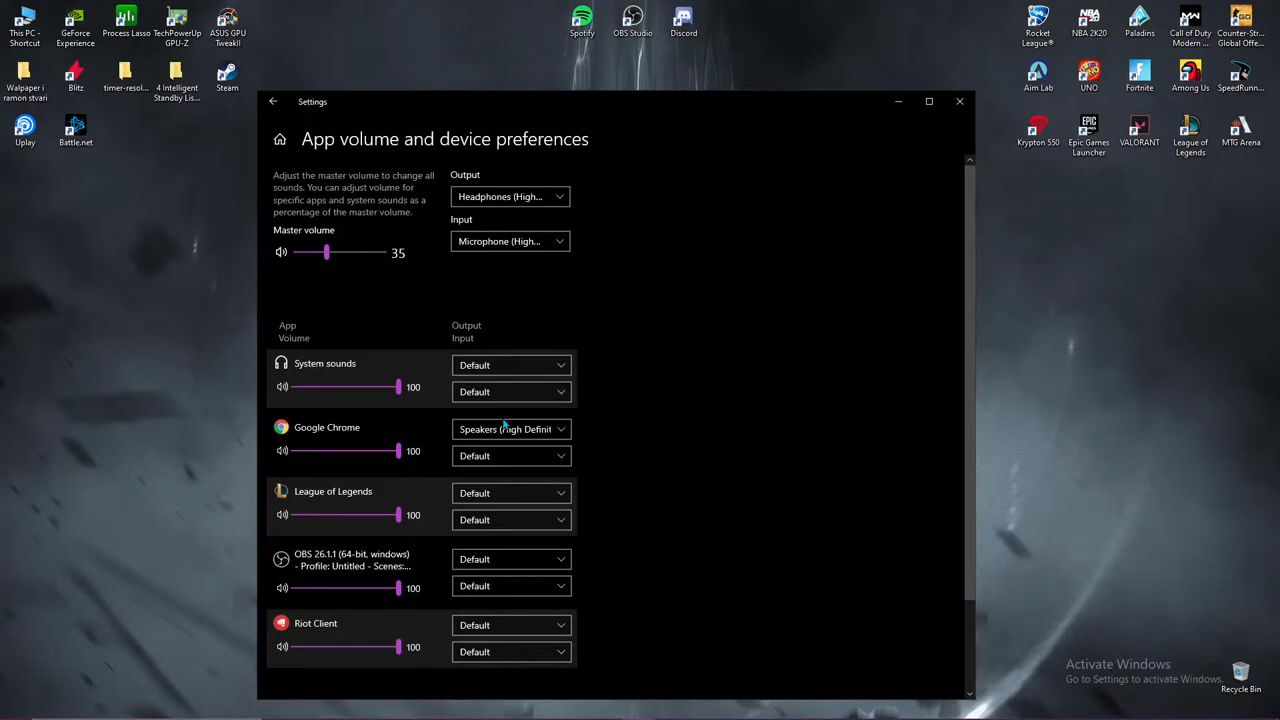 This PC -
Shortcut
GeForce
Experience
Process Lasso
TechPowerUp
GPU-Z
ASUS GPU
TweakII
Spotify
OBS Studio
Discord
Rocket
League®
NBA 2K20
Paladins
Call of Duty
Modern ...
Counter-Str...
Global Offe...
Walpaper i
ramon stvari
Blitz
timer-resol...
4 Intelligent
Standby Lis...
Steam
Aim Lab
UNO
Fortnite
Among Us
SpeedRunn...
Uplay
Battle.net
Krypton 550
Epic Games
Launcher
VALORANT
League of
Legends
MTG Arena
Settings
App volume and device preferences
Adjust the master volume to change all
sounds. You can adjust volume for
specific apps and system sounds as a
percentage of the master volume.
Master volume
35
Output
Headphones (High...
Input
Microphone (High...
App
Volume
Output
Input
System sounds
100
Default
Default
Google Chrome
100
Speakers (High Definit
Default
League of Legends
100
Default
Default
OBS 26.1.1 (64-bit, windows)
- Profile: Untitled - Scenes:...
100
Default
Default
Riot Client
100
Default
Default
Activate Windows
Go to Settings to activate Windows.
Recycle Bin